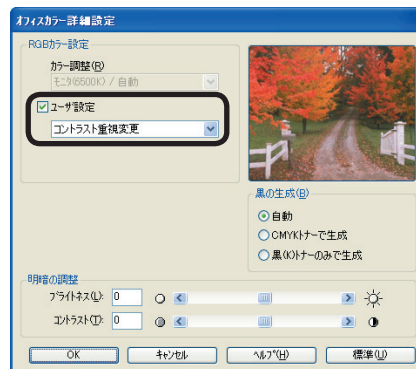 オフィスカラー詳細設定
RGBカラー設定
カラー調整(R)
モニタ(6500K) / 自動
ユーザ設定
コントラスト重視変更
黒の生成(B)
自動
CMYKトナーで生成
黒(K)トナーのみで生成
明暗の調整
ブライトネス(L): 0
コントラスト(T): 0
OK キャンセル ヘルプ(H) 標準(U)